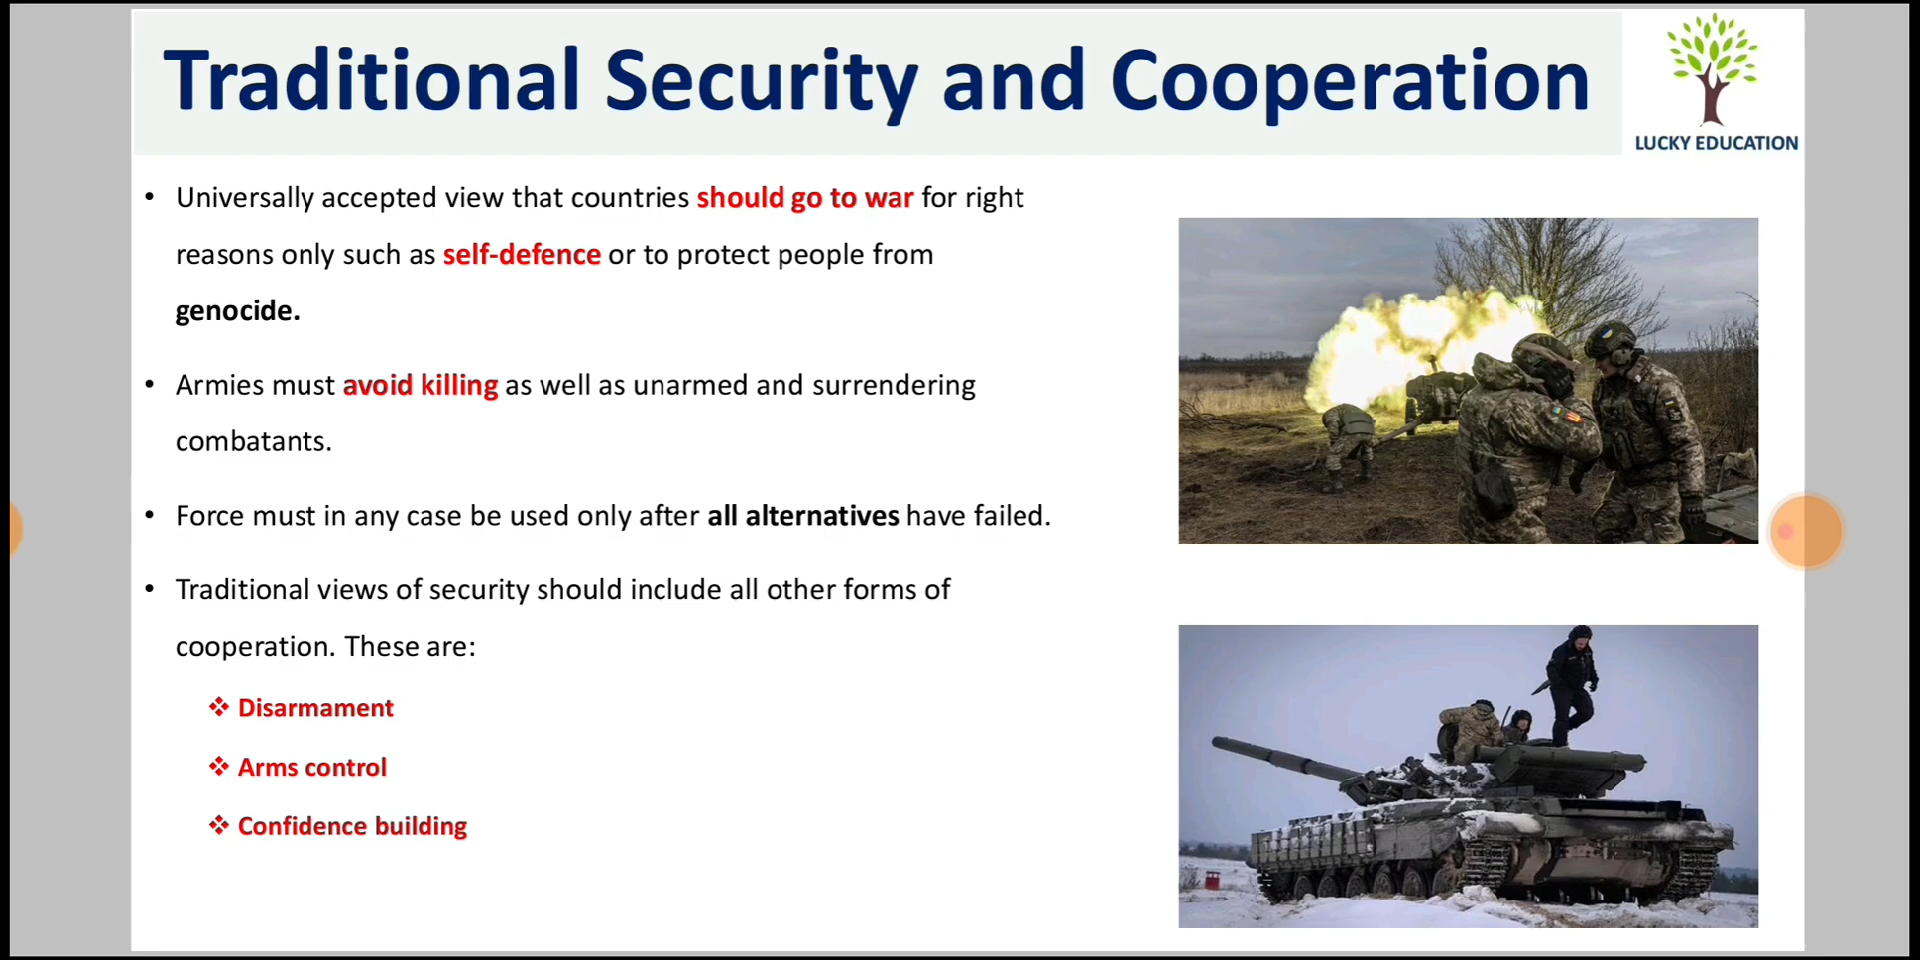 Traditional Security and Cooperation
LUCKY EDUCATION
• Universally accepted view that countries should go to war for right
reasons only such as self-defence or to protect people from
genocide.
• Armies must avoid killing as well as unarmed and surrendering
combatants.
• Force must in any case be used only after all alternatives have failed.
• Traditional views of security should include all other forms of
cooperation. These are:
❖ Disarmament
❖ Arms control
❖ Confidence building